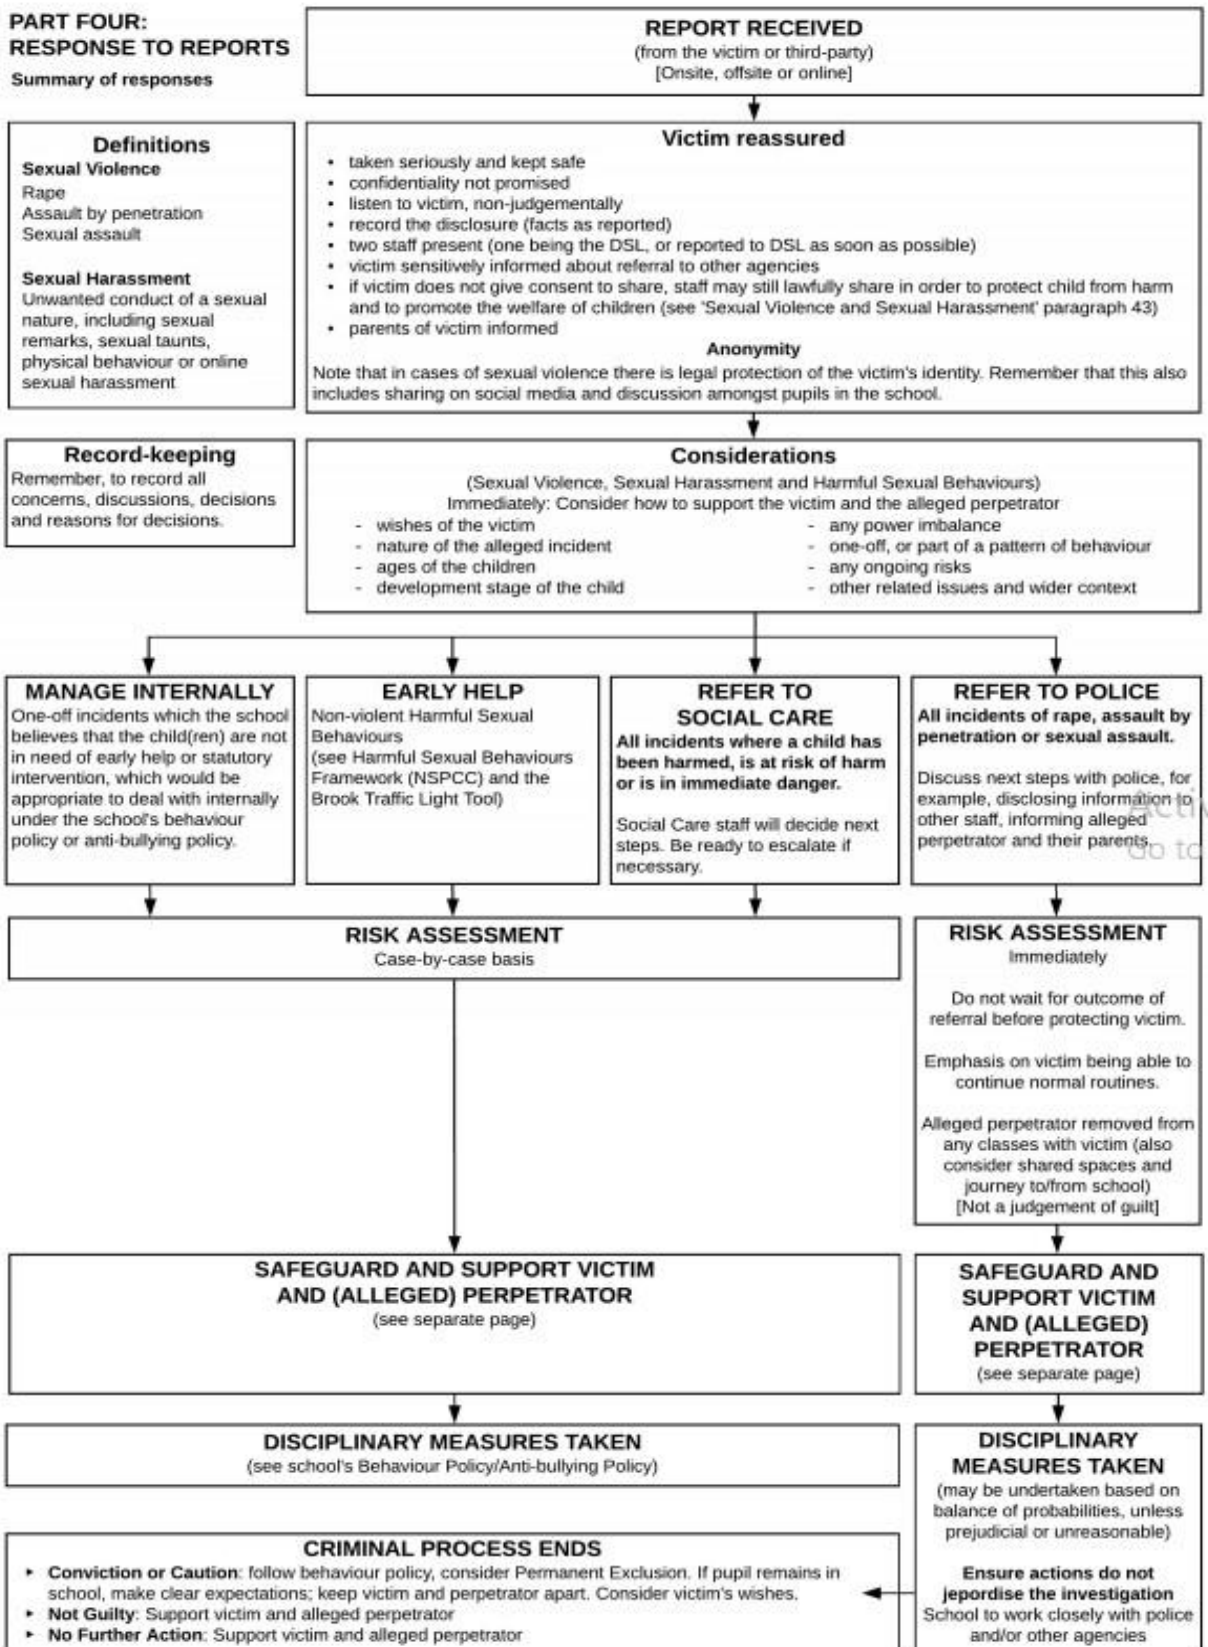 PART FOUR:
RESPONSE TO REPORTS
Summary of responses
REPORT RECEIVED
(from the victim or third-party)
[Onsite, offsite or online]
Definitions
Sexual Violence
Rape
Assault by penetration
Sexual assault
Sexual Harassment
Unwanted conduct of a sexual
nature, including sexual
remarks, sexual taunts,
physical behaviour or online
sexual harassment
Victim reassured
• taken seriously and kept safe
• confidentiality not promised
• listen to victim, non-judgementally
• record the disclosure (facts as reported)
• two staff present (one being the DSL, or reported to DSL as soon as possible)
• victim sensitively informed about referral to other agencies
• if victim does not give consent to share, staff may still lawfully share in order to protect child from harm
and to promote the welfare of children (see 'Sexual Violence and Sexual Harassment' paragraph 43)
• parents of victim informed
Anonymity
Note that in cases of sexual violence there is legal protection of the victim's identity. Remember that this also
includes sharing on social media and discussion amongst pupils in the school.
Record-keeping
Remember, to record all
concerns, discussions, decisions
and reasons for decisions.
Considerations
(Sexual Violence, Sexual Harassment and Harmful Sexual Behaviours)
Immediately: Consider how to support the victim and the alleged perpetrator
- wishes of the victim
- nature of the alleged incident
- ages of the children
- development stage of the child
- any power imbalance
- one-off, or part of a pattern of behaviour
- any ongoing risks
- other related issues and wider context
MANAGE INTERNALLY
One-off incidents which the school
believes that the child(ren) are not
in need of early help or statutory
intervention, which would be
appropriate to deal with internally
under the school's behaviour
policy or anti-bullying policy.
EARLY HELP
Non-violent Harmful Sexual
Behaviours
(see Harmful Sexual Behaviours
Framework (NSPCC) and the
Brook Traffic Light Tool)
REFER TO
SOCIAL CARE
All incidents where a child has
been harmed, is at risk of harm
or is in immediate danger.
Social Care staff will decide next
steps. Be ready to escalate if
necessary.
REFER TO POLICE
All incidents of rape, assault by
penetration or sexual assault.
Discuss next steps with police, for
example, disclosing information to
other staff, informing alleged
perpetrator and their parents.
Activ
Go to
RISK ASSESSMENT
Case-by-case basis
RISK ASSESSMENT
Immediately
Do not wait for outcome of
referral before protecting victim.
Emphasis on victim being able to
continue normal routines.
Alleged perpetrator removed from
any classes with victim (also
consider shared spaces and
journey to/from school)
[Not a judgement of guilt]
SAFEGUARD AND SUPPORT VICTIM
AND (ALLEGED) PERPETRATOR
(see separate page)
SAFEGUARD AND
SUPPORT VICTIM
AND (ALLEGED)
PERPETRATOR
(see separate page)
DISCIPLINARY MEASURES TAKEN
(see school's Behaviour Policy/Anti-bullying Policy)
DISCIPLINARY
MEASURES TAKEN
(may be undertaken based on
balance of probabilities, unless
prejudicial or unreasonable)
Ensure actions do not
jepordise the investigation
School to work closely with police
and/or other agencies
CRIMINAL PROCESS ENDS
‣ Conviction or Caution: follow behaviour policy, consider Permanent Exclusion. If pupil remains in
school, make clear expectations; keep victim and perpetrator apart. Consider victim's wishes.
‣ Not Guilty: Support victim and alleged perpetrator
‣ No Further Action: Support victim and alleged perpetrator